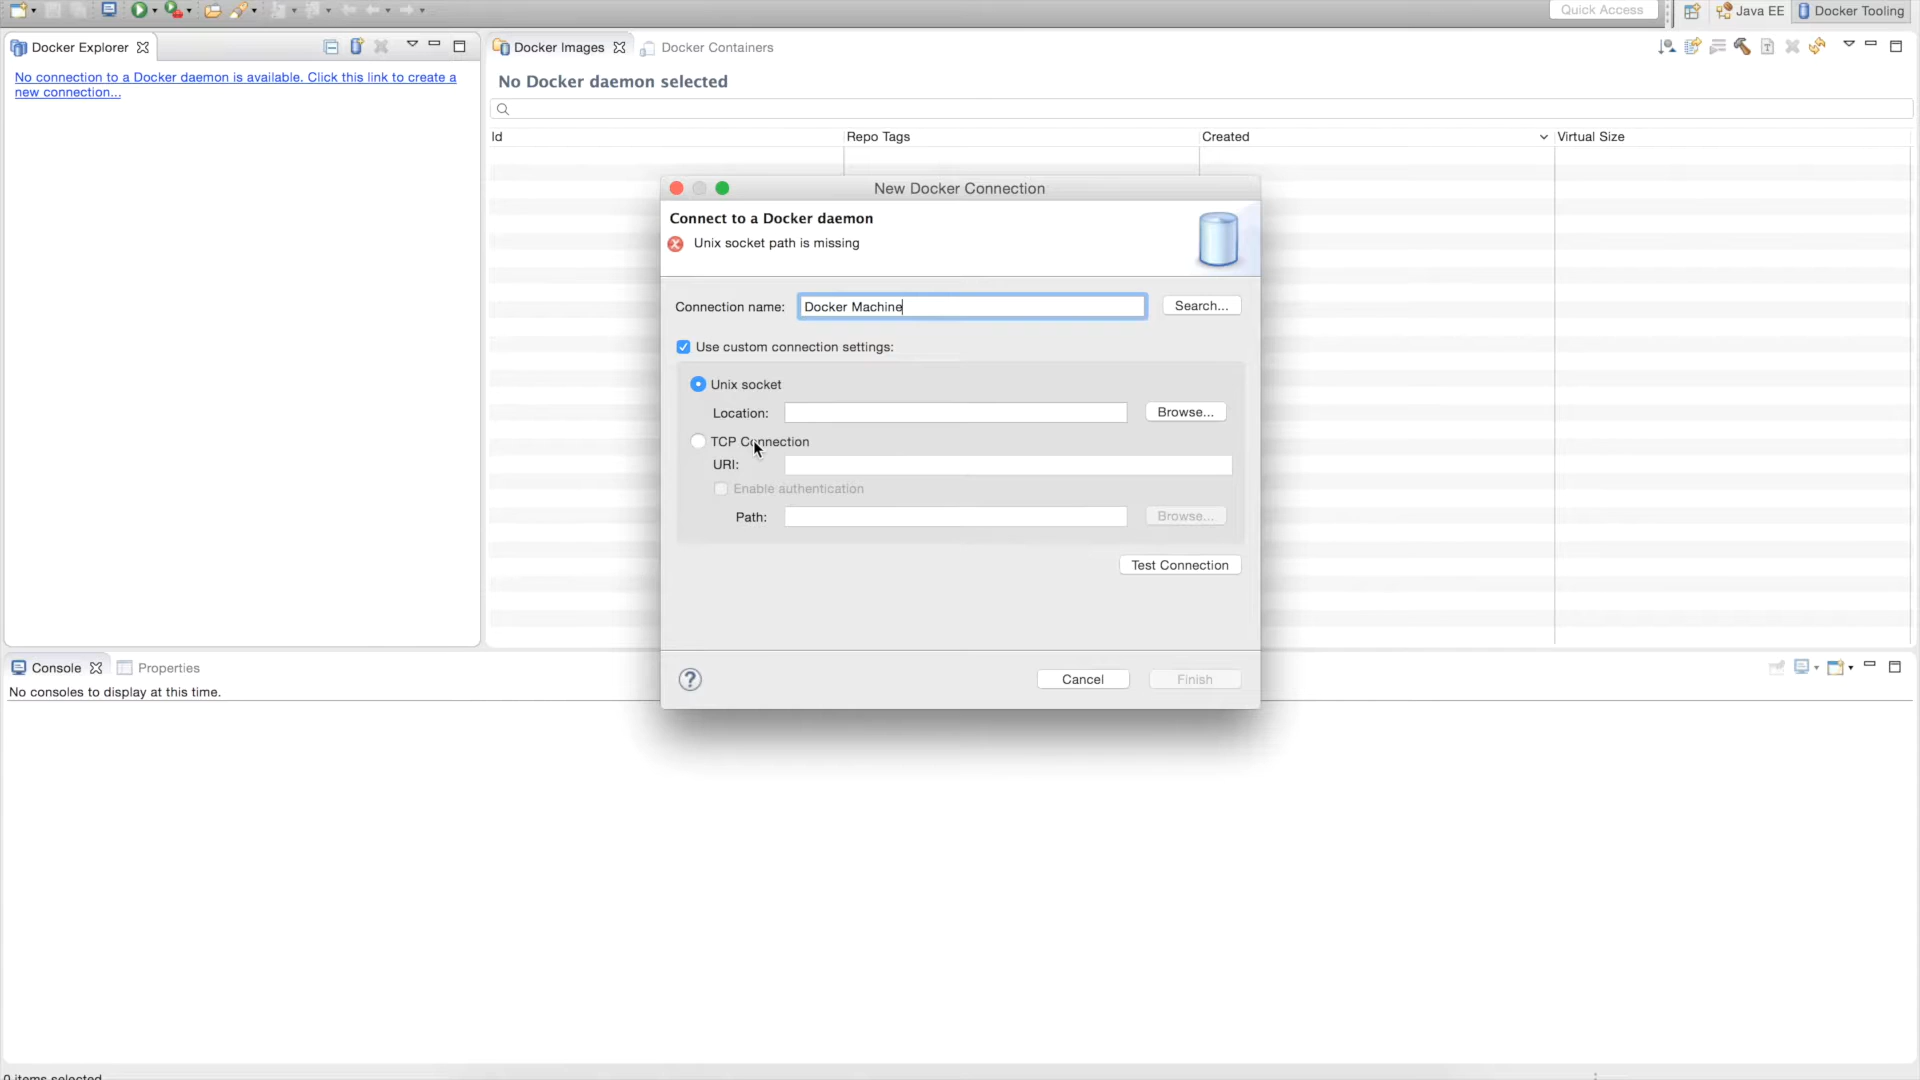 Quick Access
Java EE
Docker Tooling
Docker Explorer
Docker Images
Docker Containers
No connection to a Docker daemon is available. Click this link to create a
new connection...
No Docker daemon selected
Id
Repo Tags
Created
Virtual Size
New Docker Connection
Connect to a Docker daemon
Unix socket path is missing
Connection name:
Docker Machine
Search...
Use custom connection settings:
Unix socket
Location:
Browse...
TCP Connection
URI:
Enable authentication
Path:
Browse...
Test Connection
?
Cancel
Finish
Console
Properties
No consoles to display at this time.
0 items selected